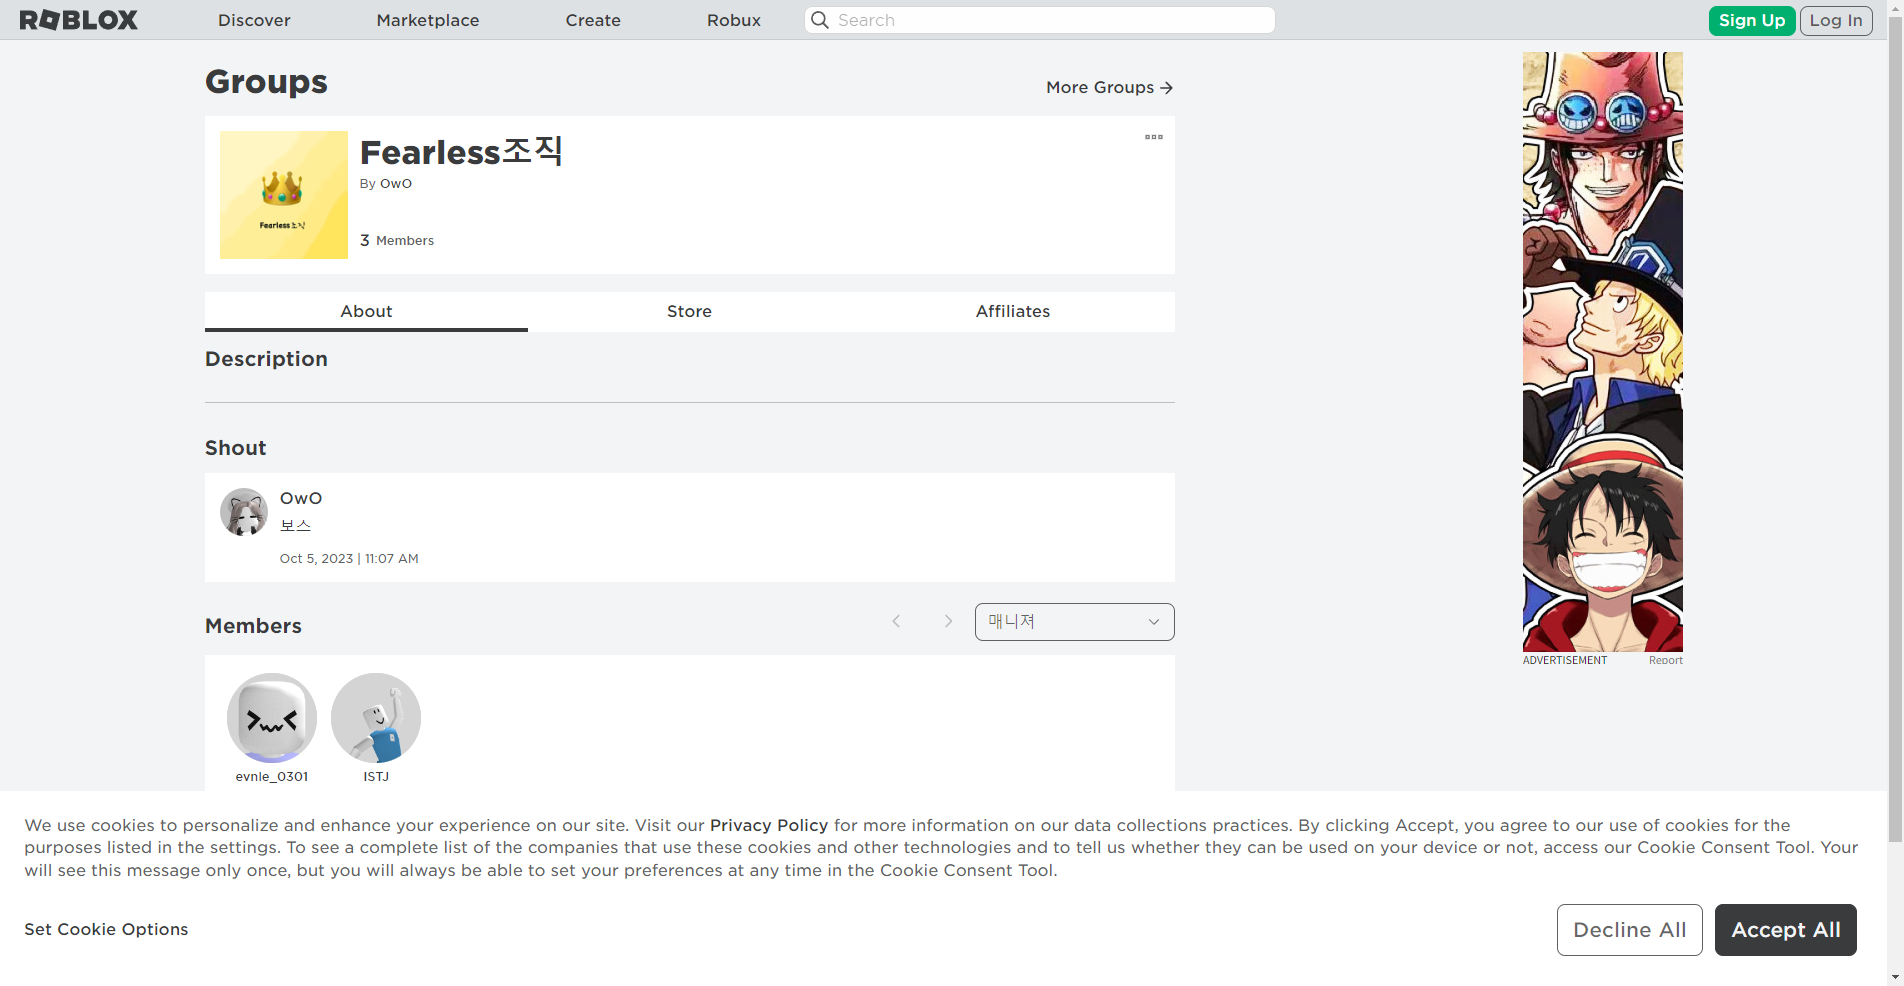 ROBLOX
Discover
Marketplace
Create
Robux
Search
Sign Up
Log In
Groups
More Groups
Fearless조직
Fearless조직
By OwO
3 Members
About
Store
Affiliates
Description
Shout
OwO
보스
Oct 5, 2023 | 11:07 AM
Members
매니져
evnle_0301
ISTJ
ADVERTISEMENT
Report
We use cookies to personalize and enhance your experience on our site. Visit our Privacy Policy for more information on our data collections practices. By clicking Accept, you agree to our use of cookies for the
purposes listed in the settings. To see a complete list of the companies that use these cookies and other technologies and to tell us whether they can be used on your device or not, access our Cookie Consent Tool. Your
will see this message only once, but you will always be able to set your preferences at any time in the Cookie Consent Tool.
Set Cookie Options
Decline All
Accept All